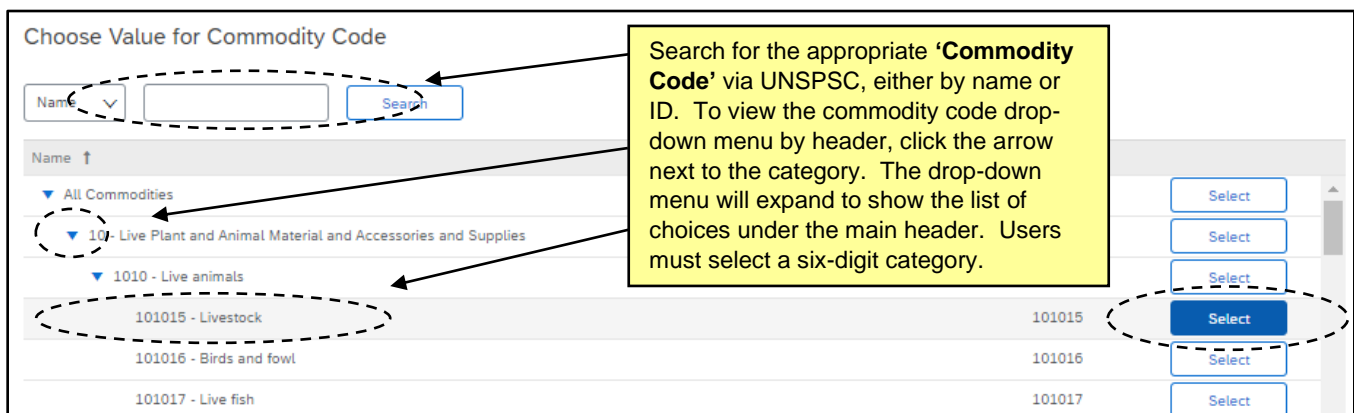 Choose Value for Commodity Code
Name
Search
Search for the appropriate ‘Commodity
Code’ via UNSPSC, either by name or
ID.  To view the commodity code drop-
down menu by header, click the arrow
next to the category.  The drop-down
menu will expand to show the list of
choices under the main header.  Users
must select a six-digit category.
Name ↑
All Commodities Select
10 - Live Plant and Animal Material and Accessories and Supplies Select
1010 - Live animals Select
101015 - Livestock 101015 Select
101016 - Birds and fowl 101016 Select
101017 - Live fish 101017 Select